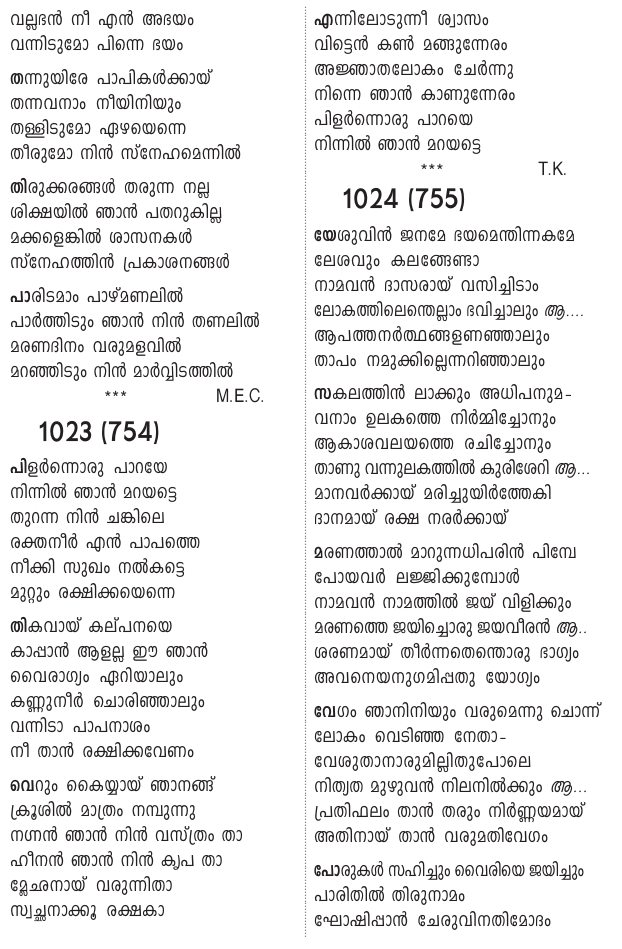 വല്ലഭൻ നീ എൻ അഭയം
വന്നിടുമോ പിന്നെ ഭയം
തന്നുയിരേ പാപികൾക്കായ്
തന്നവനാം നീയിനിയും
തള്ളിടുമോ ഏഴയെന്നെ
തീരുമോ നിൻ സ്നേഹമെന്നിൽ
തിരുക്കരങ്ങൾ തരുന്ന നല്ല
ശിക്ഷയിൽ ഞാൻ പതറുകില്ല
മക്കളെങ്കിൽ ശാസനകൾ
സ്നേഹത്തിൻ പ്രകാശനങ്ങൾ
പാരിടമാം പാഴ്മണലിൽ
പാർത്തിടും ഞാൻ നിൻ തണലിൽ
മരണദിനം വരുമളവിൽ
മറഞ്ഞിടും നിൻ മാർവ്വിടത്തിൽ
*** M.E.C.
1023 (754)
പിളർന്നൊരു പാറയേ
നിന്നിൽ ഞാൻ മറയട്ടെ
തുറന്ന നിൻ ചങ്കിലെ
രക്തനീർ എൻ പാപത്തെ
നീക്കി സുഖം നൽകട്ടെ
മുറ്റും രക്ഷിക്കയെന്നെ
തികവായ് കല്പനയെ
കാപ്പാൻ ആളല്ല ഈ ഞാൻ
വൈരാഗ്യം ഏറിയാലും
കണ്ണുനീർ ചൊരിഞ്ഞാലും
വന്നിടാ പാപനാശം
നീ താൻ രക്ഷിക്കവേണം
വെറും കൈയ്യായ് ഞാനങ്ങ്
ക്രൂശിൽ മാത്രം നമ്പുന്നു
നഗ്നൻ ഞാൻ നിൻ വസ്ത്രം താ
ഹീനൻ ഞാൻ നിൻ കൃപ താ
മ്ലേഛനായ് വരുന്നിതാ
സ്വച്ഛനാക്കൂ രക്ഷകാ
എന്നിലോടുന്നീ ശ്വാസം
വിട്ടെൻ കൺ മങ്ങുന്നേരം
അജ്ഞാതലോകം ചേർന്നു
നിന്നെ ഞാൻ കാണുന്നേരം
പിളർന്നൊരു പാറയെ
നിന്നിൽ ഞാൻ മറയട്ടെ
*** T.K.
1024 (755)
യേശുവിൻ ജനമേ ഭയമെന്തിന്നകമേ
ലേശവും കലങ്ങേണ്ടാ
നാമവൻ ദാസരായ് വസിച്ചിടാം
ലോകത്തിലെന്തെല്ലാം ഭവിച്ചാലും ആ....
ആപത്തനർത്ഥങ്ങളണഞ്ഞാലും
താപം നമുക്കില്ലെന്നറിഞ്ഞാലും
സകലത്തിൻ ലാക്കും അധിപനുമ-
വനാം ഉലകത്തെ നിർമ്മിച്ചോനും
ആകാശവലയത്തെ രചിച്ചോനും
താണു വന്നുലകത്തിൽ കുരിശേറി ആ...
മാനവർക്കായ് മരിച്ചുയിർത്തേകി
ദാനമായ് രക്ഷ നരർക്കായ്
മരണത്താൽ മാറുന്നധിപരിൻ പിമ്പേ
പോയവർ ലജ്ജിക്കുമ്പോൾ
നാമവൻ നാമത്തിൽ ജയ് വിളിക്കും
മരണത്തെ ജയിച്ചൊരു ജയവീരൻ ആ..
ശരണമായ് തീർന്നതെന്തൊരു ഭാഗ്യം
അവനെയനുഗമിപ്പതു യോഗ്യം
വേഗം ഞാനിനിയും വരുമെന്നു ചൊന്ന്
ലോകം വെടിഞ്ഞ നേതാ-
വേശുതാനാരുമില്ലിതുപോലെ
നിത്യത മുഴുവൻ നിലനിൽക്കും ആ...
പ്രതിഫലം താൻ തരും നിർണ്ണയമായ്
അതിനായ് താൻ വരുമതിവേഗം
പോരുകൾ സഹിച്ചും വൈരിയെ ജയിച്ചും
പാരിതിൽ തിരുനാമം
ഘോഷിപ്പാൻ ചേരുവിനതിമോദം